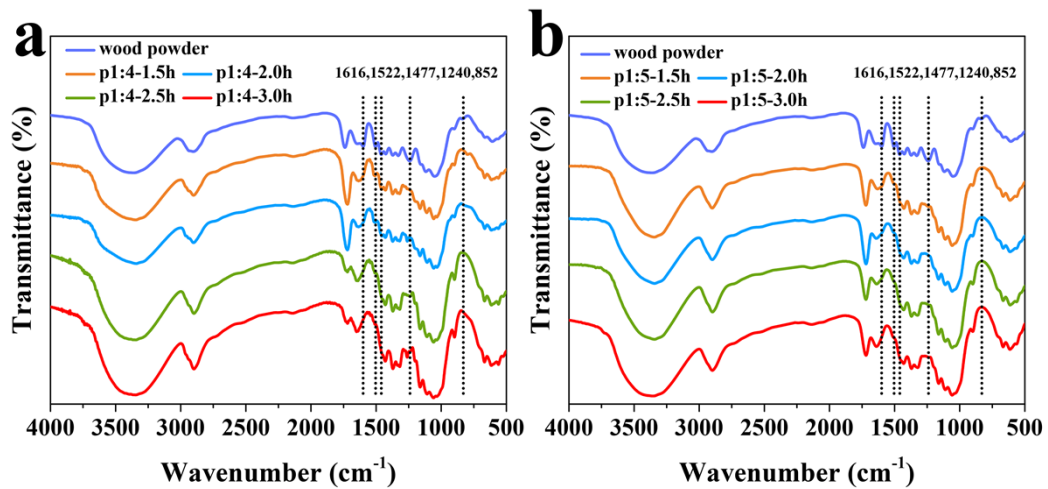 a
wood powder
p1:4-1.5h p1:4-2.0h
p1:4-2.5h p1:4-3.0h
1616,1522,1477,1240,852
Transmittance (%)
4000 3500 3000 2500 2000 1500 1000 500
Wavenumber (cm-1)
b
wood powder
p1:5-1.5h p1:5-2.0h
p1:5-2.5h p1:5-3.0h
1616,1522,1477,1240,852
Transmittance (%)
4000 3500 3000 2500 2000 1500 1000 500
Wavenumber (cm-1)